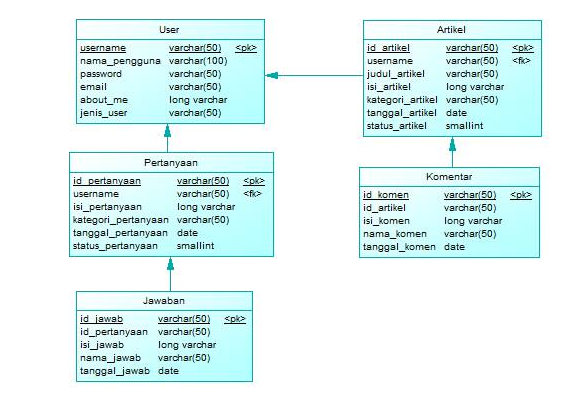 User
username varchar(50) <pk>
nama_pengguna varchar(100)
password varchar(50)
email varchar(50)
about_me long varchar
jenis_user varchar(50)
Artikel
id_artikel varchar(50) <pk>
username varchar(50) <fk>
judul_artikel varchar(50)
isi_artikel long varchar
kategori_artikel varchar(50)
tanggal_artikel date
status_artikel smallint
Pertanyaan
id_pertanyaan varchar(50) <pk>
username varchar(50) <fk>
isi_pertanyaan long varchar
kategori_pertanyaan varchar(50)
tanggal_pertanyaan date
status_pertanyaan smallint
Komentar
id_komen varchar(50) <pk>
id_artikel varchar(50)
isi_komen long varchar
nama_komen varchar(50)
tanggal_komen date
Jawaban
id_jawab varchar(50) <pk>
id_pertanyaan varchar(50)
isi_jawab long varchar
nama_jawab varchar(50)
tanggal_jawab date